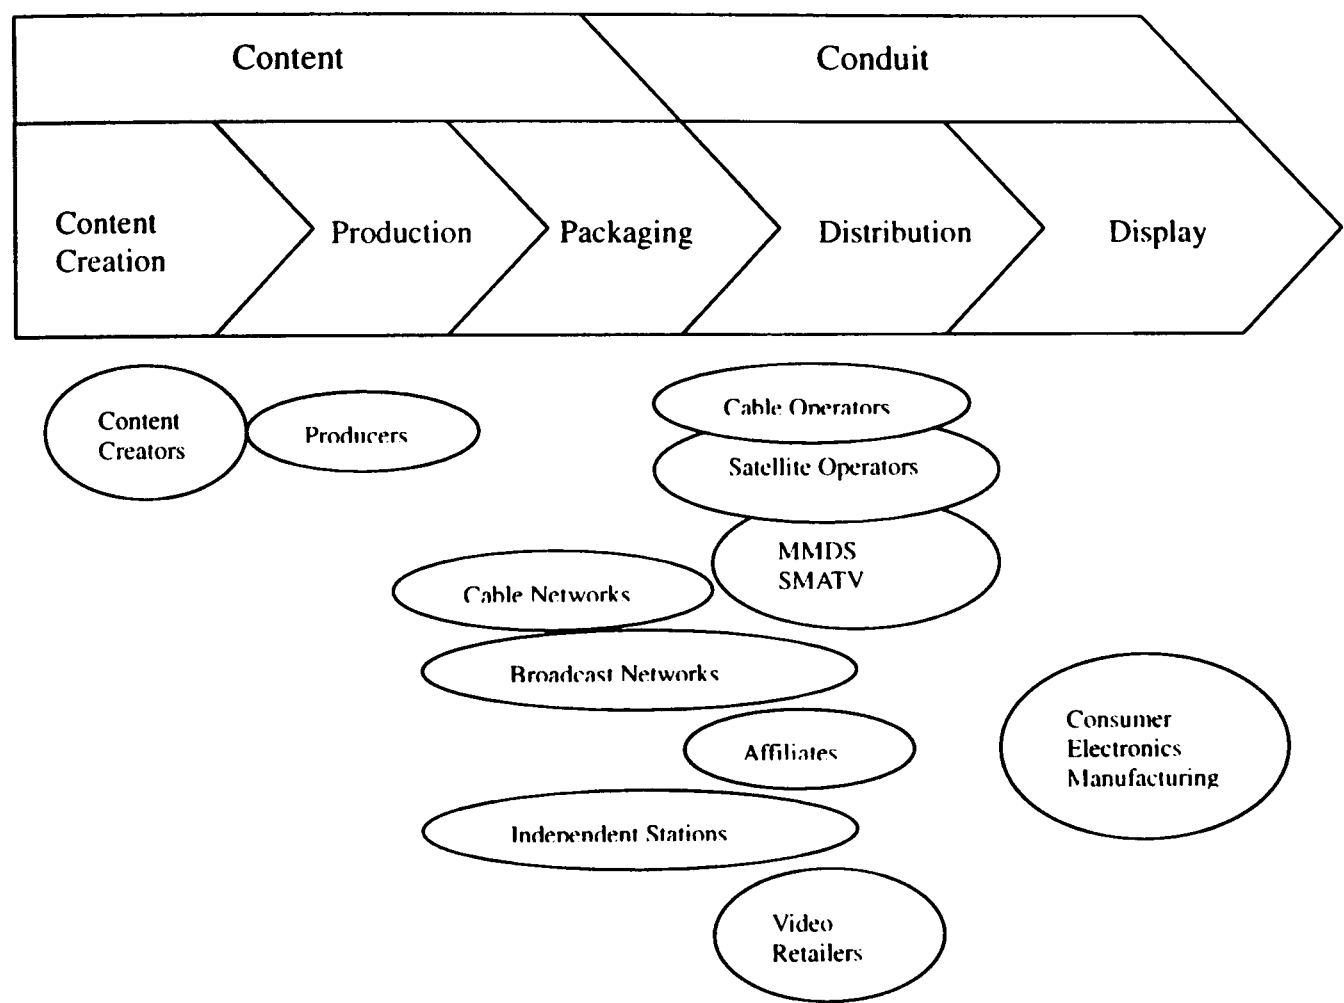 Content
Conduit
Content
Creation
Production
Packaging
Distribution
Display
Content
Creators
Producers
Cable Operators
Satellite Operators
MMDS
SMATV
Cable Networks
Broadcast Networks
Affiliates
Consumer
Electronics
Manufacturing
Independent Stations
Video
Retailers